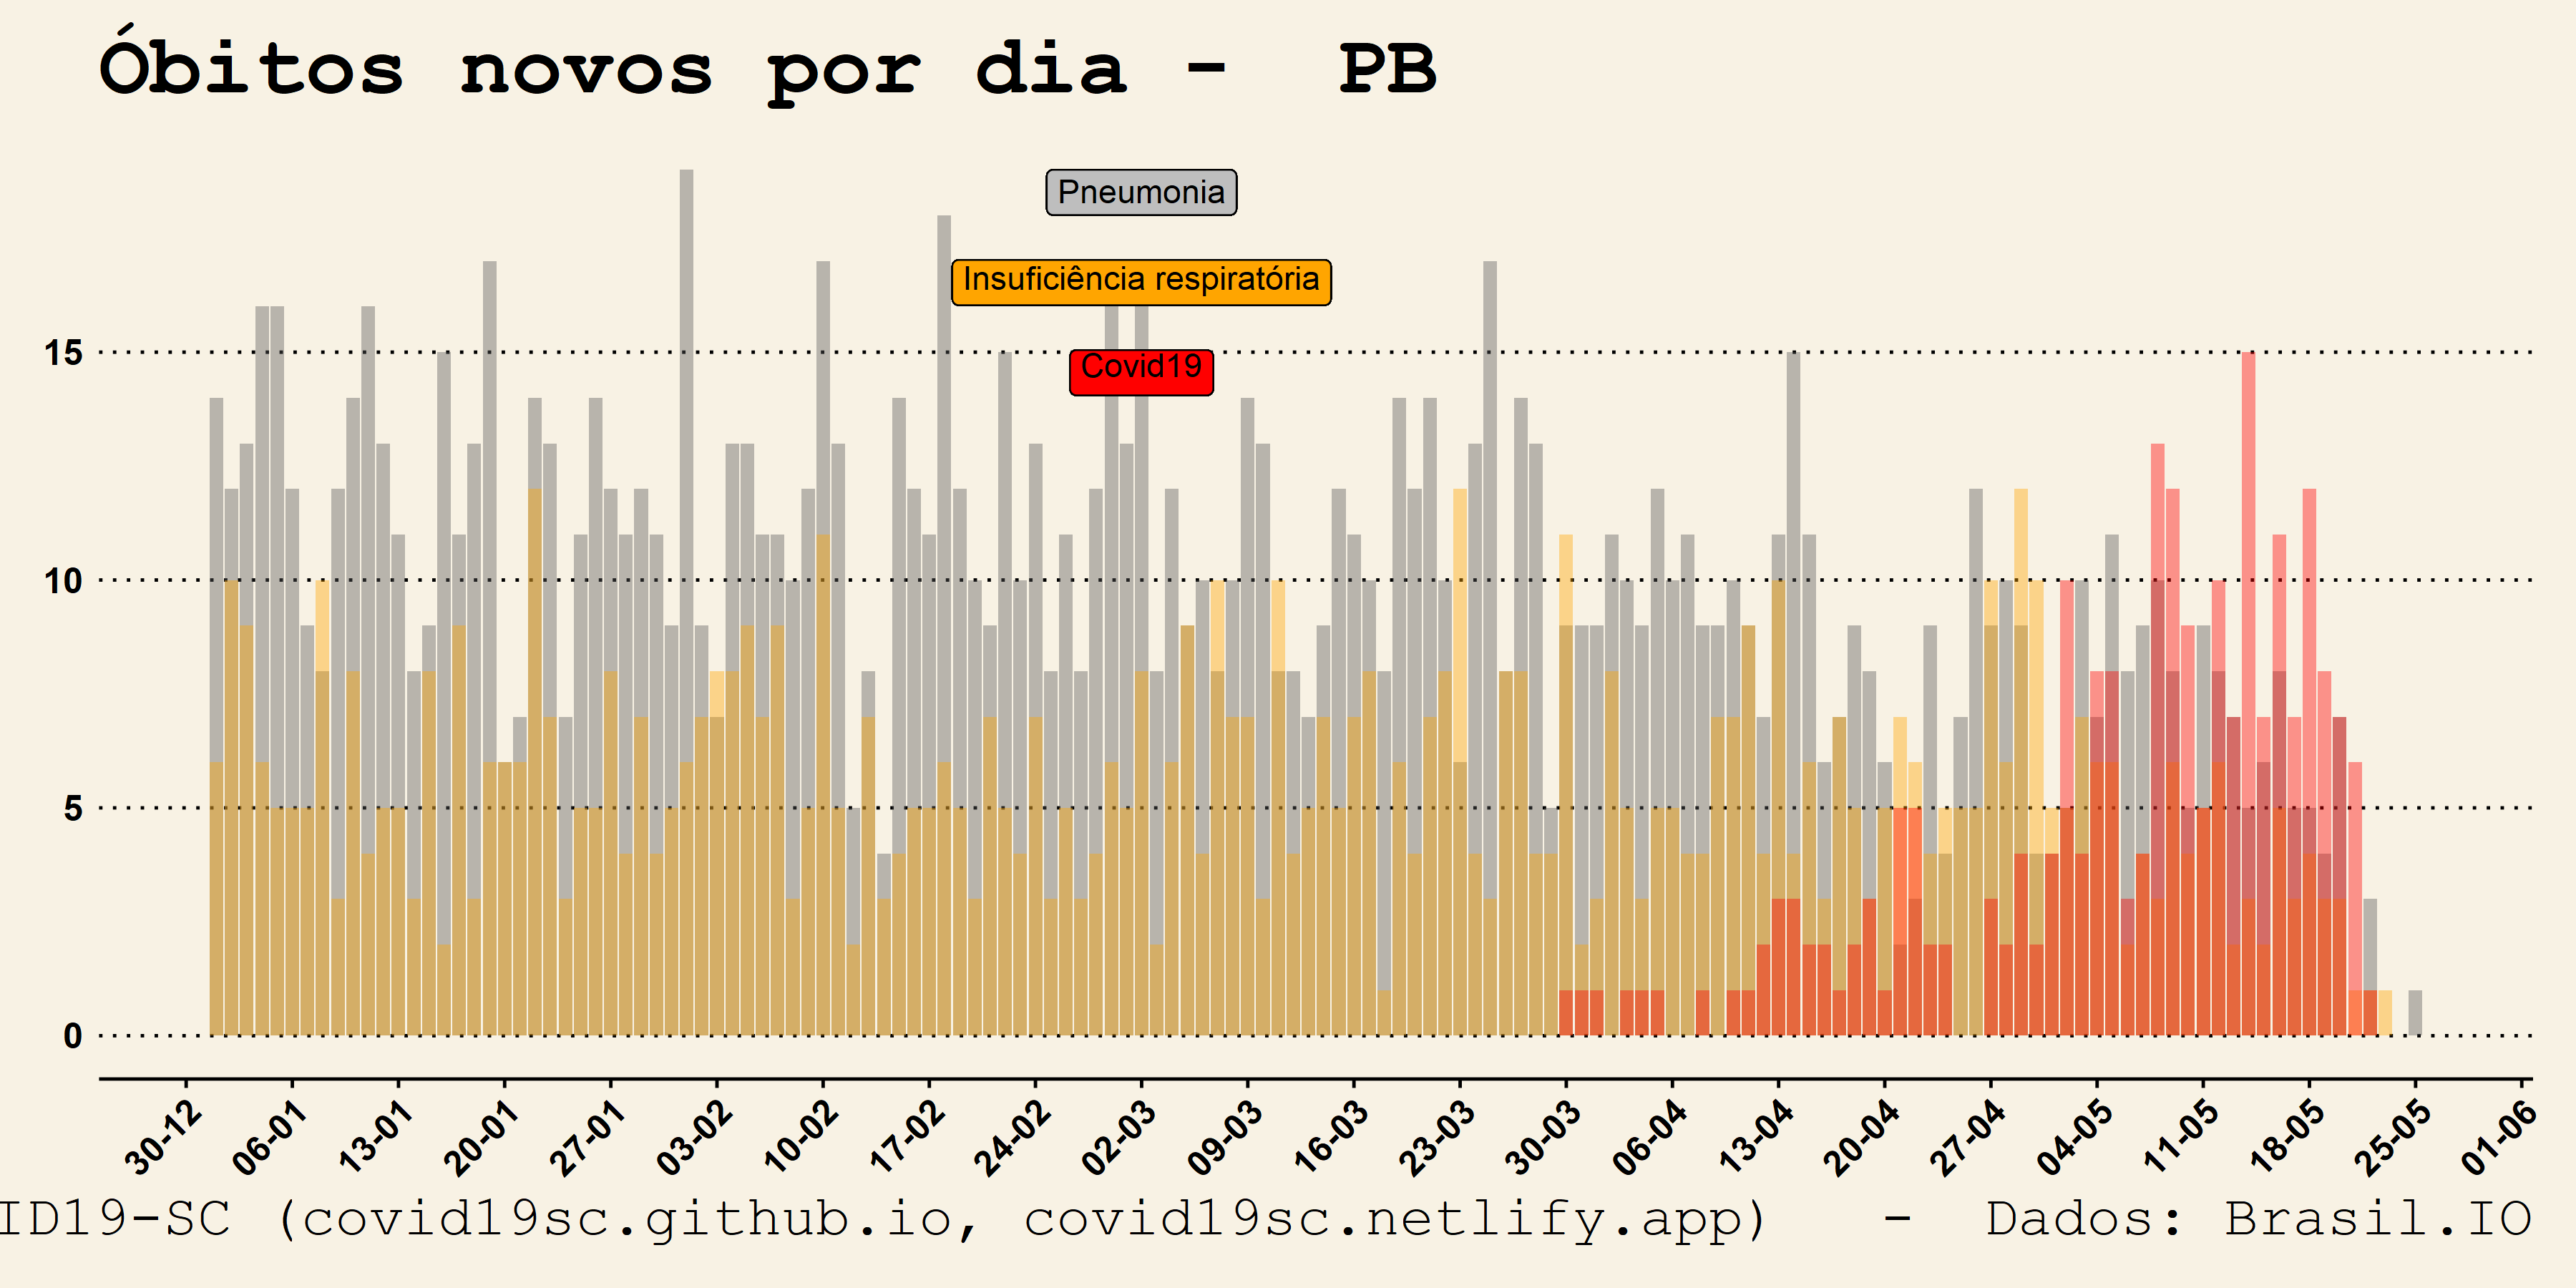 Óbitos novos por dia - PB
Pneumonia
Insuficiência respiratória
Covid19
15
10
5
0
30-12 06-01 13-01 20-01 27-01 03-02 10-02 17-02 24-02 02-03 09-03 16-03 23-03 30-03 06-04 13-04 20-04 27-04 04-05 11-05 18-05 25-05 01-06
ID19-SC (covid19sc.github.io, covid19sc.netlify.app) - Dados: Brasil.IO